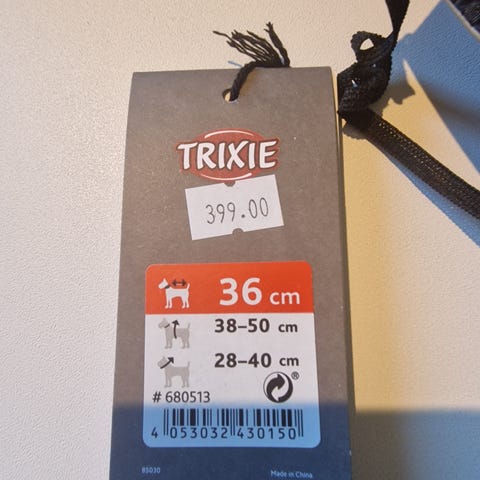 TRIXIE
399.00
36 cm
38–50 cm
28–40 cm
®
# 680513
4 053032 430150
85030
Made in China